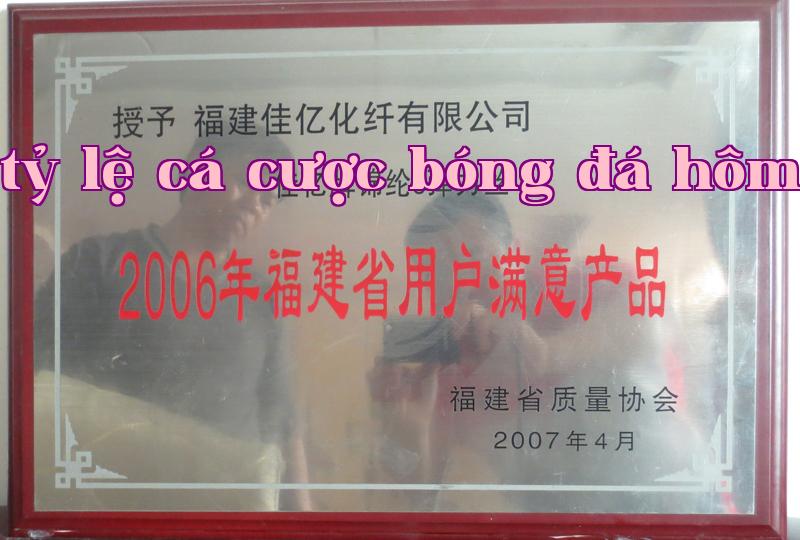 授予 福建佳亿化纤有限公司
tỷ lệ cá cược bóng đá hôm
2006年福建省用户满意产品
福建省质量协会
2007年4月